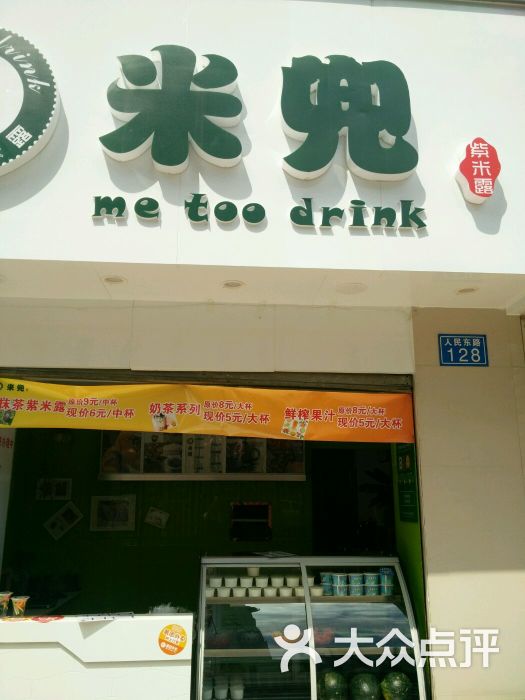 drink
米兜
me too drink
紫米露
人民东路
128
米兜
抹茶紫米露 原价9元/中杯
现价6元/中杯
奶茶系列 原价8元/大杯
现价5元/大杯
鲜榨果汁 原价8元/大杯
现价5元/大杯
大众点评